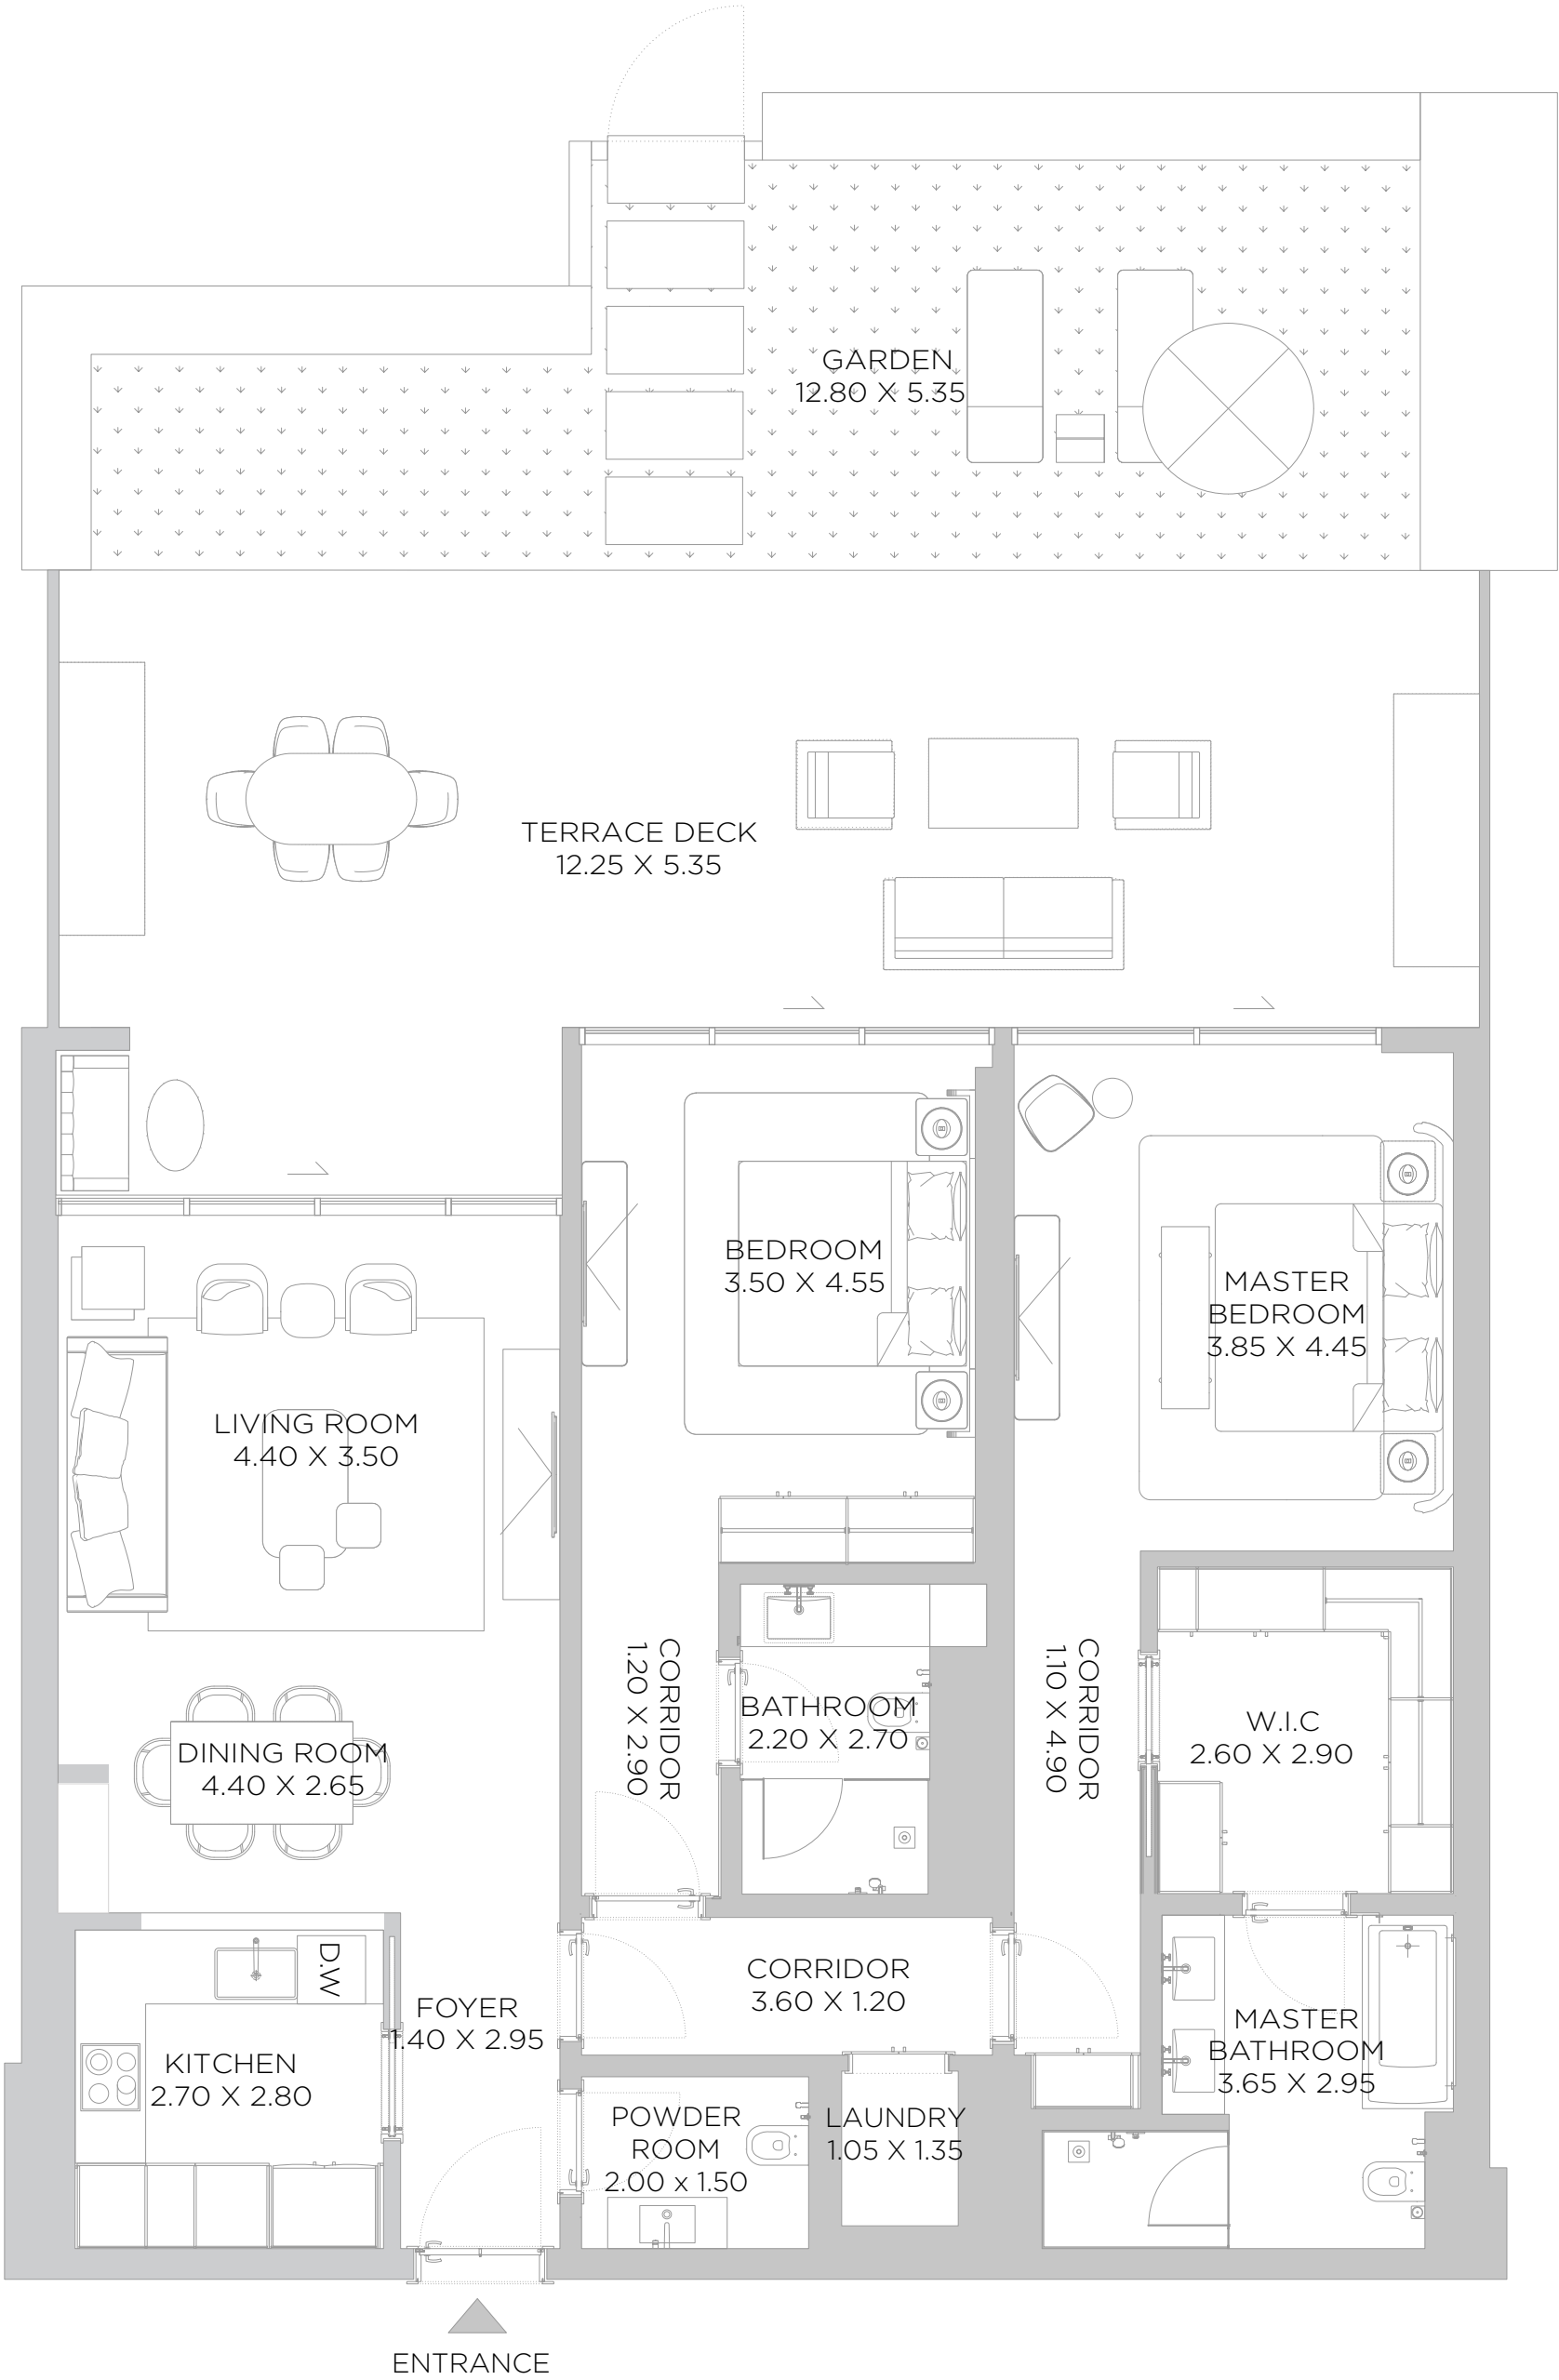 GARDEN
12.80 X 5.35
TERRACE DECK
12.25 X 5.35
BEDROOM
3.50 X 4.55
MASTER
BEDROOM
3.85 X 4.45
LIVING ROOM
4.40 X 3.50
CORRIDOR
1.20 X 2.90
BATHROOM
2.20 X 2.70
CORRIDOR
1.10 X 4.90
W.I.C
2.60 X 2.90
DINING ROOM
4.40 X 2.65
D.W
FOYER
1.40 X 2.95
CORRIDOR
3.60 X 1.20
MASTER
BATHROOM
3.65 X 2.95
KITCHEN
2.70 X 2.80
POWDER
ROOM
2.00 x 1.50
LAUNDRY
1.05 X 1.35
ENTRANCE